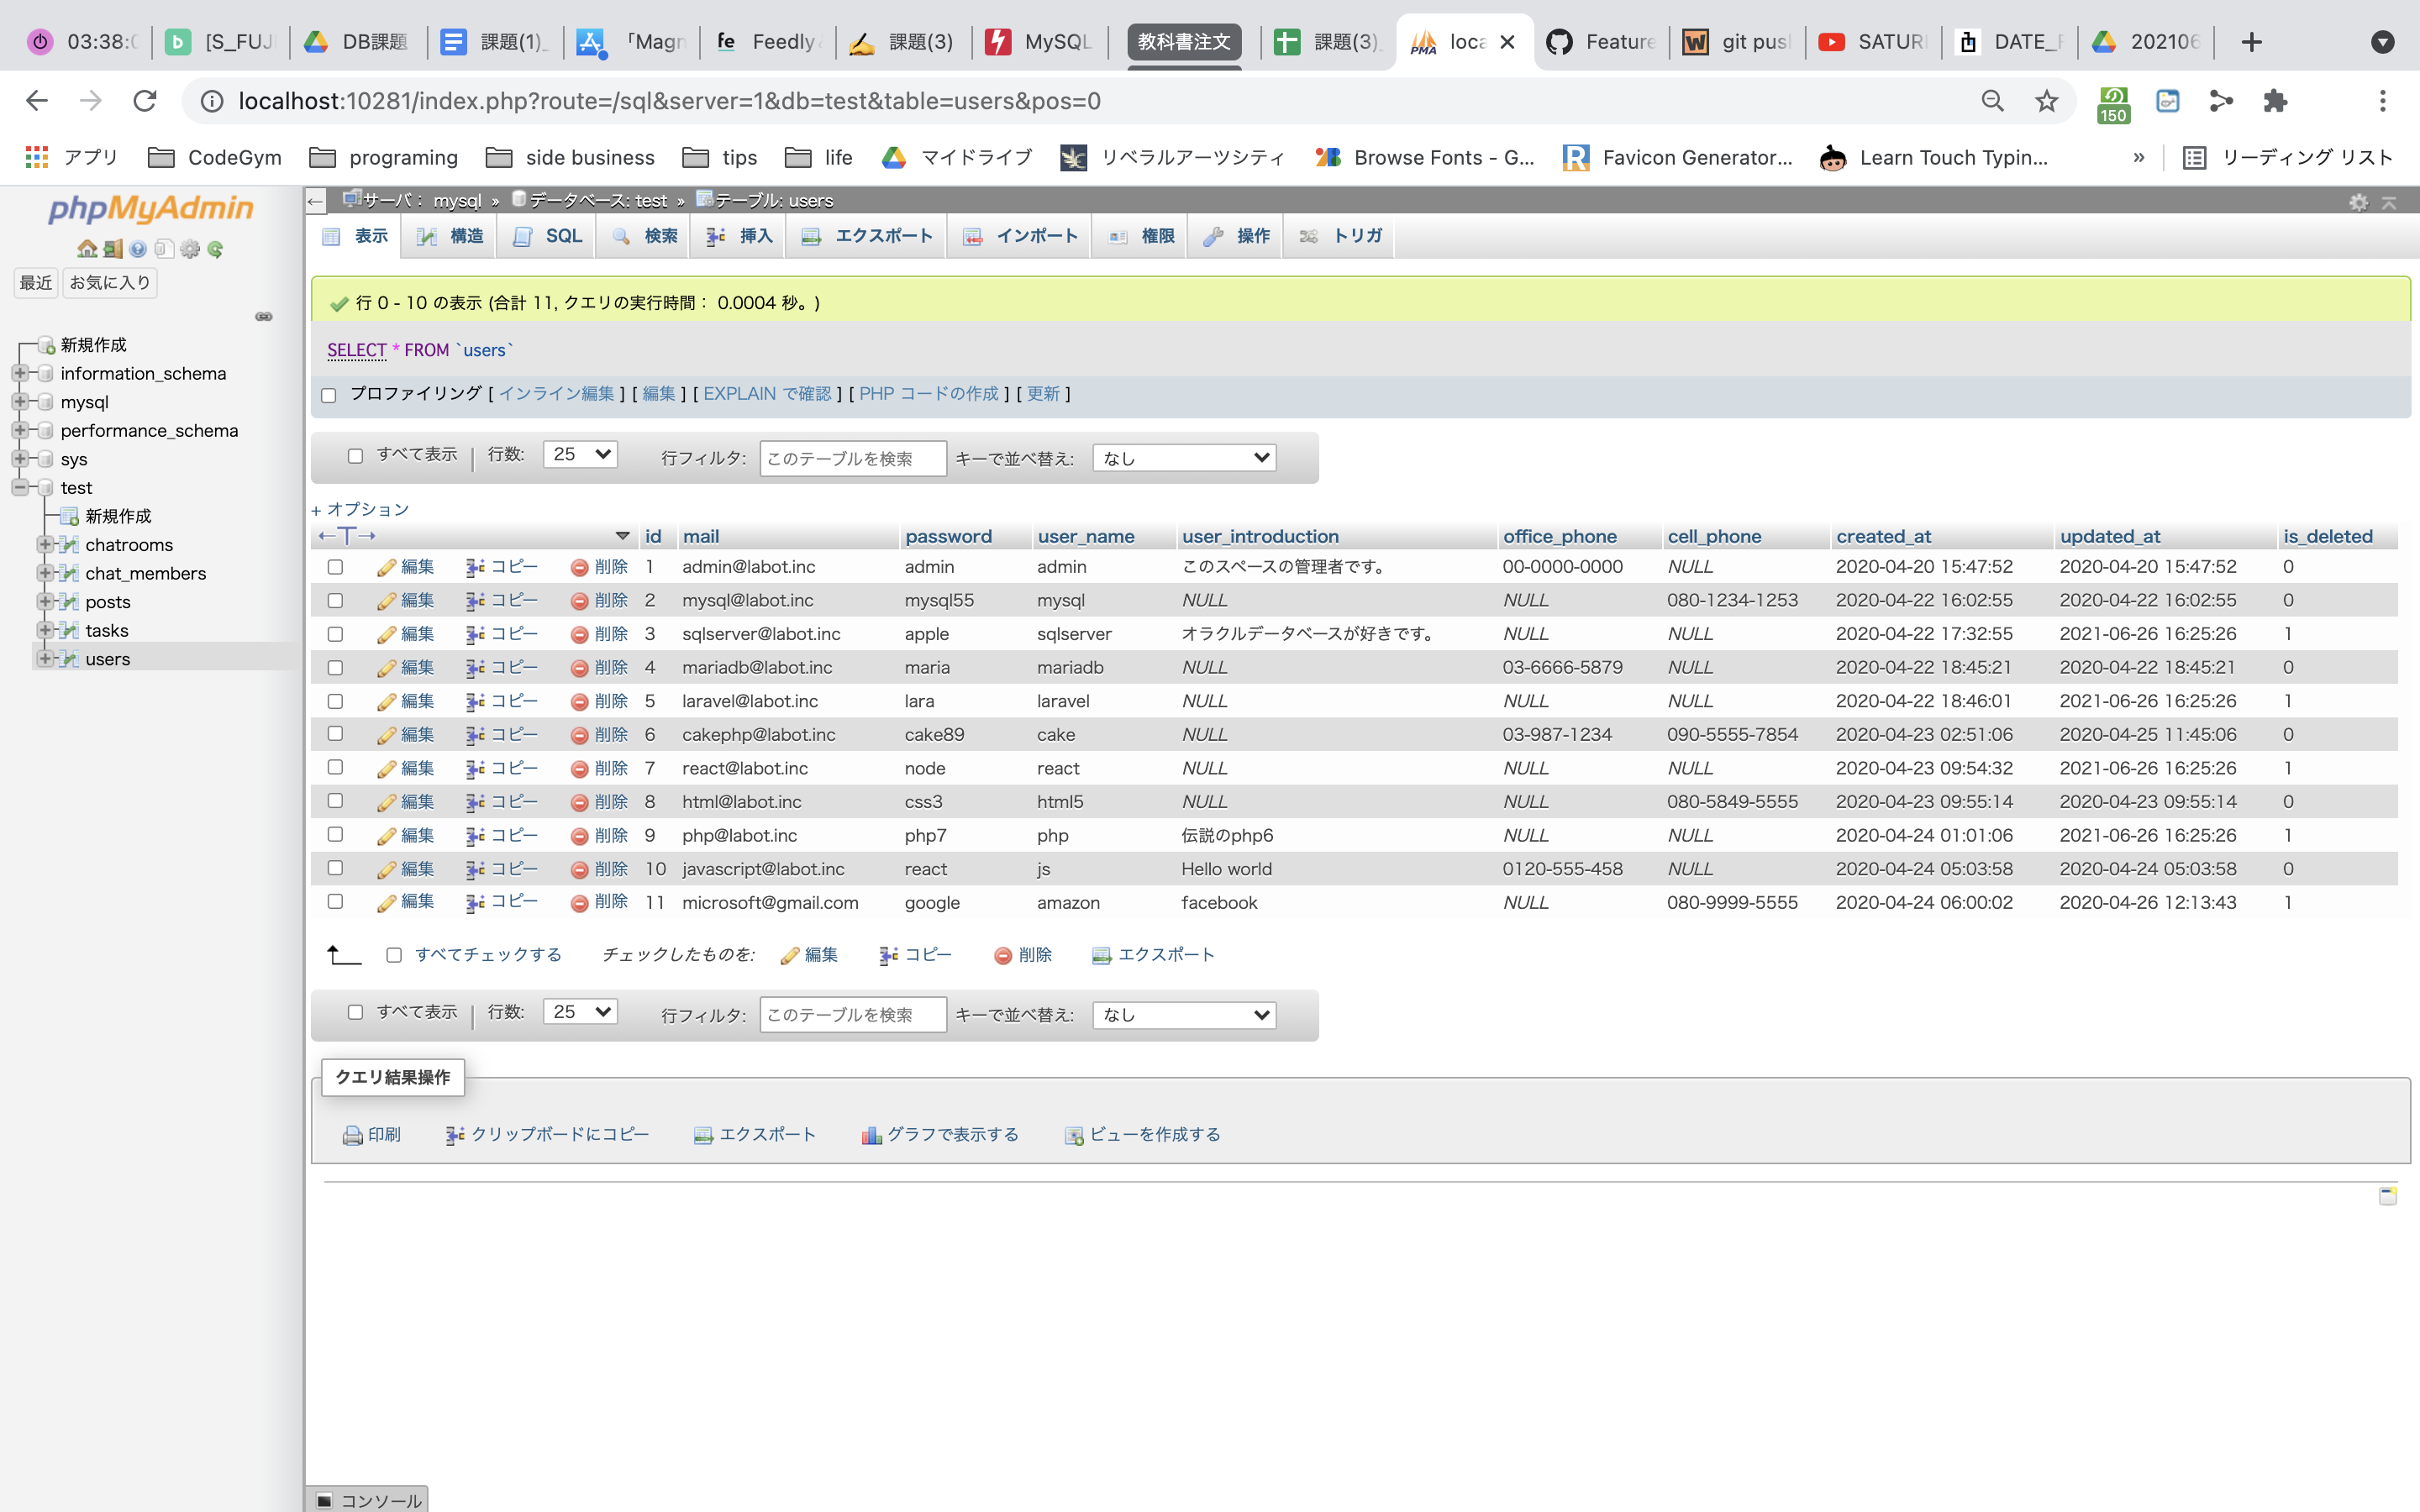 03:38:0 [S_FUJI DB課題 課題(1)_ 「Magn Feedly 課題(3) MySQL 教科書注文 課題(3)_ loca Feature git pus SATUR DATE_F 202106
localhost:10281/index.php?route=/sql&server=1&db=test&table=users&pos=0
150
アプリ CodeGym programing side business tips life マイドライブ リベラルアーツシティ Browse Fonts - G... Favicon Generator... Learn Touch Typin... » リーディング リスト
phpMyAdmin
最近 お気に入り
新規作成
information_schema
mysql
performance_schema
sys
test
新規作成
chatrooms
chat_members
posts
tasks
users
サーバ: mysql » データベース: test » テーブル: users
表示 構造 SQL 検索 挿入 エクスポート インポート 権限 操作 トリガ
行 0 - 10 の表示 (合計 11, クエリの実行時間: 0.0004 秒。)
SELECT * FROM `users`
プロファイリング [ インライン編集 ] [ 編集 ] [ EXPLAIN で確認 ] [ PHP コードの作成 ] [ 更新 ]
すべて表示 行数: 25 行フィルタ: このテーブルを検索 キーで並べ替え: なし
+ オプション
←T→ id mail password user_name user_introduction office_phone cell_phone created_at updated_at is_deleted
編集 コピー 削除 1 admin@labot.inc admin admin このスペースの管理者です。 00-0000-0000 NULL 2020-04-20 15:47:52 2020-04-20 15:47:52 0
編集 コピー 削除 2 mysql@labot.inc mysql55 mysql NULL NULL 080-1234-1253 2020-04-22 16:02:55 2020-04-22 16:02:55 0
編集 コピー 削除 3 sqlserver@labot.inc apple sqlserver オラクルデータベースが好きです。 NULL NULL 2020-04-22 17:32:55 2021-06-26 16:25:26 1
編集 コピー 削除 4 mariadb@labot.inc maria mariadb NULL 03-6666-5879 NULL 2020-04-22 18:45:21 2020-04-22 18:45:21 0
編集 コピー 削除 5 laravel@labot.inc lara laravel NULL NULL NULL 2020-04-22 18:46:01 2021-06-26 16:25:26 1
編集 コピー 削除 6 cakephp@labot.inc cake89 cake NULL 03-987-1234 090-5555-7854 2020-04-23 02:51:06 2020-04-25 11:45:06 0
編集 コピー 削除 7 react@labot.inc node react NULL NULL NULL 2020-04-23 09:54:32 2021-06-26 16:25:26 1
編集 コピー 削除 8 html@labot.inc css3 html5 NULL NULL 080-5849-5555 2020-04-23 09:55:14 2020-04-23 09:55:14 0
編集 コピー 削除 9 php@labot.inc php7 php 伝説のphp6 NULL NULL 2020-04-24 01:01:06 2021-06-26 16:25:26 1
編集 コピー 削除 10 javascript@labot.inc react js Hello world 0120-555-458 NULL 2020-04-24 05:03:58 2020-04-24 05:03:58 0
編集 コピー 削除 11 microsoft@gmail.com google amazon facebook NULL 080-9999-5555 2020-04-24 06:00:02 2020-04-26 12:13:43 1
すべてチェックする チェックしたものを: 編集 コピー 削除 エクスポート
すべて表示 行数: 25 行フィルタ: このテーブルを検索 キーで並べ替え: なし
クエリ結果操作
印刷 クリップボードにコピー エクスポート グラフで表示する ビューを作成する
コンソール